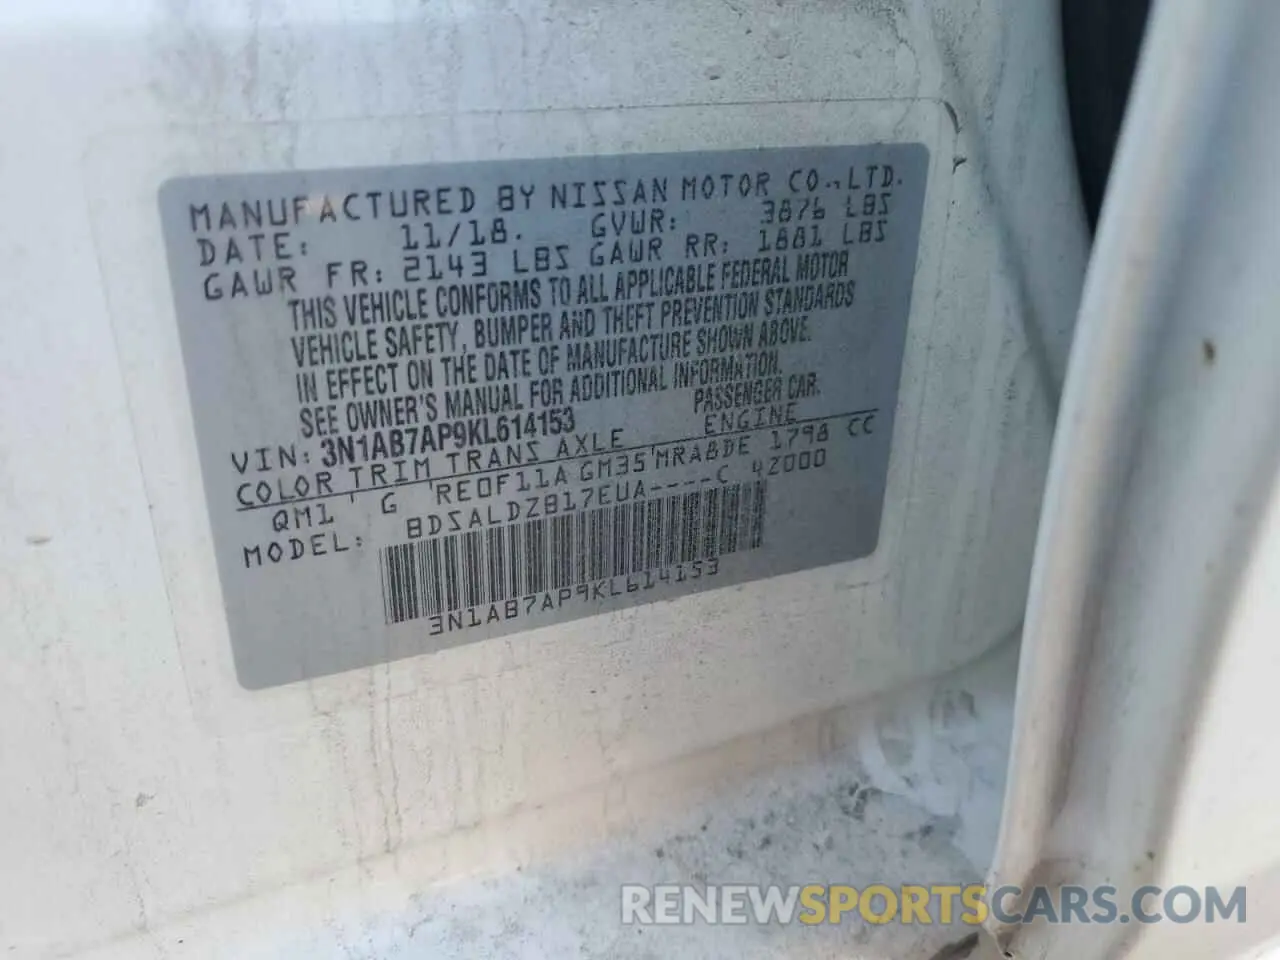 MANUFACTURED BY NISSAN MOTOR CO.,LTD.
DATE: 11/18. GVWR: 3876 LBS
GAWR FR: 2143 LBS GAWR RR: 1881 LBS
THIS VEHICLE CONFORMS TO ALL APPLICABLE FEDERAL MOTOR
VEHICLE SAFETY, BUMPER AND THEFT PREVENTION STANDARDS
IN EFFECT ON THE DATE OF MANUFACTURE SHOWN ABOVE.
SEE OWNER'S MANUAL FOR ADDITIONAL INFORMATION.
VIN: 3N1AB7AP9KL614153 PASSENGER CAR.
COLOR TRIM TRANS AXLE ENGINE
QM1 G RE0F11A GM35 MRA8DE 1798 CC
MODEL: BDSALDZB17EUA----C 42000
3N1AB7AP9KL614153
RENEWSPORTSCARS.COM